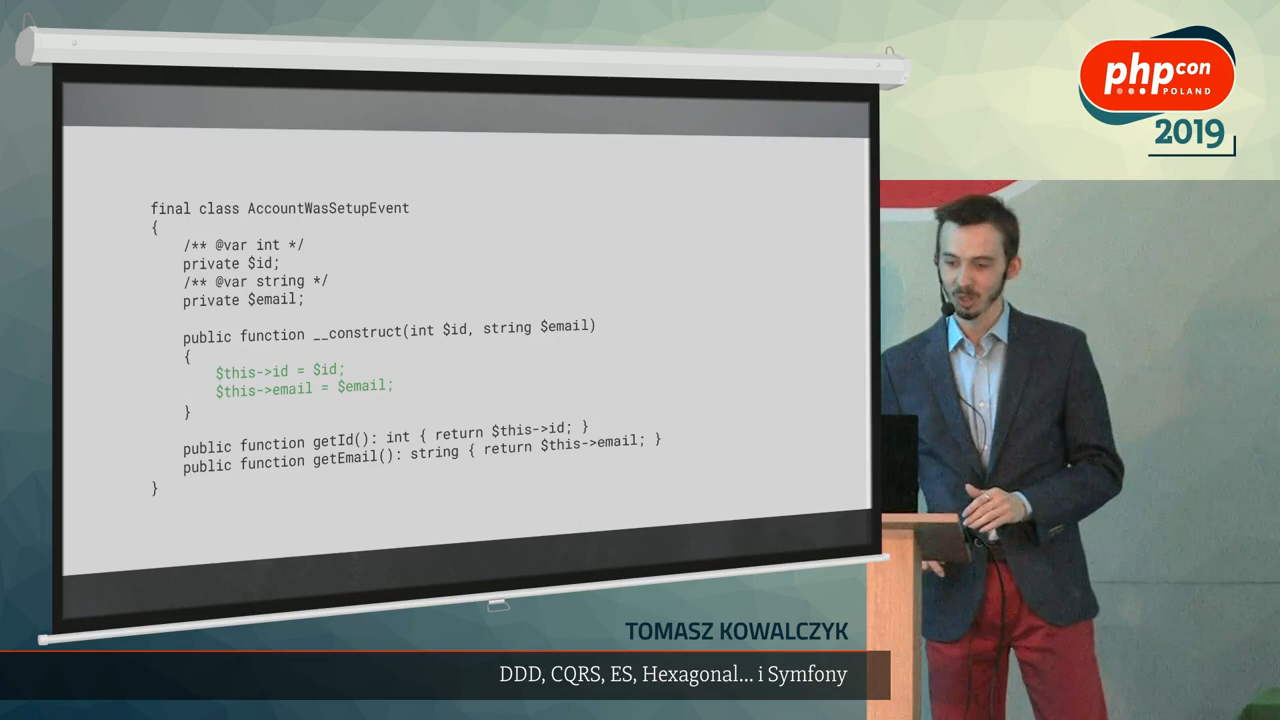 phpcon
POLAND
2019
final class AccountWasSetupEvent
{
    /** @var int */
    private $id;
    /** @var string */
    private $email;
    public function __construct(int $id, string $email)
    {
        $this->id = $id;
        $this->email = $email;
    }
    public function getId(): int { return $this->id; }
    public function getEmail(): string { return $this->email; }
}
TOMASZ KOWALCZYK
DDD, CQRS, ES, Hexagonal... i Symfony